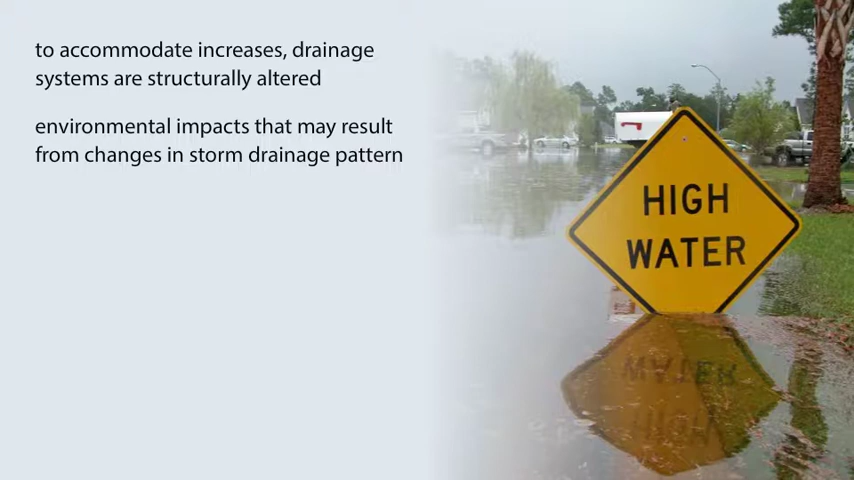 to accommodate increases, drainage
systems are structurally altered
environmental impacts that may result
from changes in storm drainage pattern
HIGH
WATER